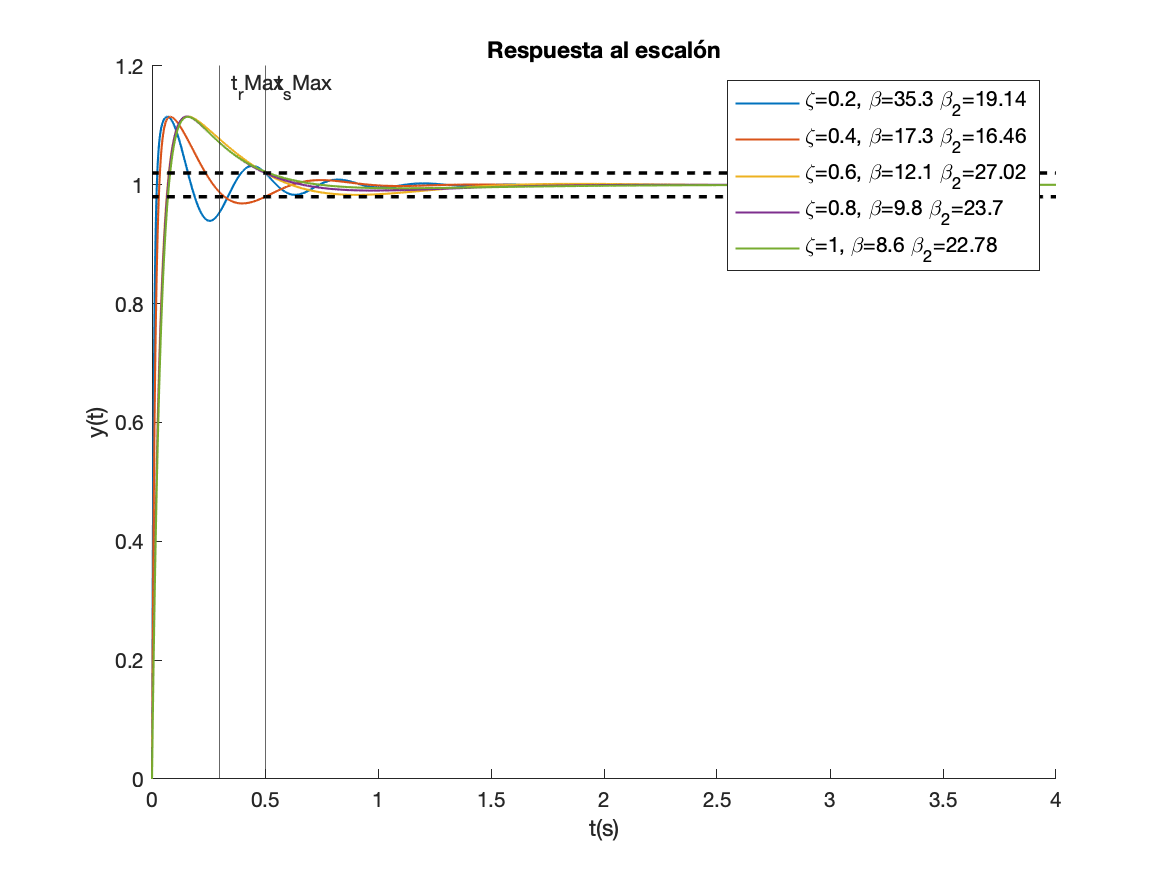 Respuesta al escalón
t_rMax
t_sMax
ζ=0.2, β=35.3 β_2=19.14
ζ=0.4, β=17.3 β_2=16.46
ζ=0.6, β=12.1 β_2=27.02
ζ=0.8, β=9.8 β_2=23.7
ζ=1, β=8.6 β_2=22.78
1.2
1
0.8
0.6
0.4
0.2
0
y(t)
0 0.5 1 1.5 2 2.5 3 3.5 4
t(s)